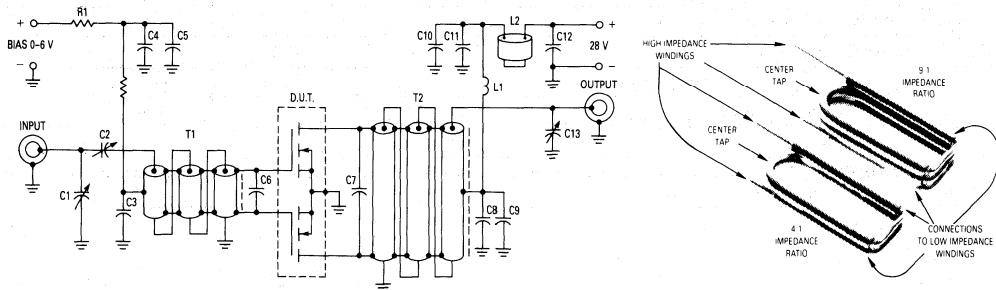 R1
+
BIAS 0–6 V
–
C4
C5
C10
C11
L2
C12
+
28 V
–
L1
OUTPUT
D.U.T.
T2
C13
INPUT
C2
T1
C1
C3
C6
C7
C8
C9
HIGH IMPEDANCE
WINDINGS
CENTER
TAP
9 1
IMPEDANCE
RATIO
CENTER
TAP
4 1
IMPEDANCE
RATIO
CONNECTIONS
TO LOW IMPEDANCE
WINDINGS